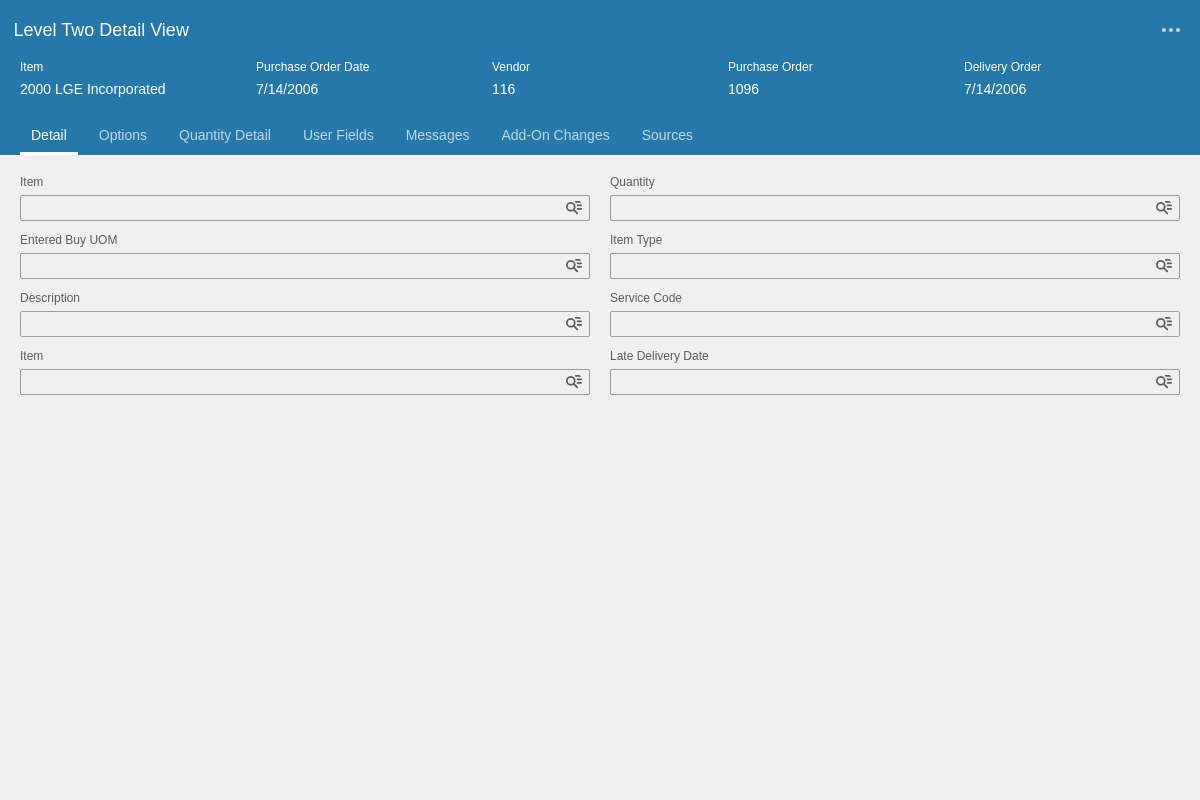 Level Two Detail View
Item Purchase Order Date Vendor Purchase Order Delivery Order
2000 LGE Incorporated 7/14/2006 116 1096 7/14/2006
Detail Options Quantity Detail User Fields Messages Add-On Changes Sources
Item Quantity
Entered Buy UOM Item Type
Description Service Code
Item Late Delivery Date